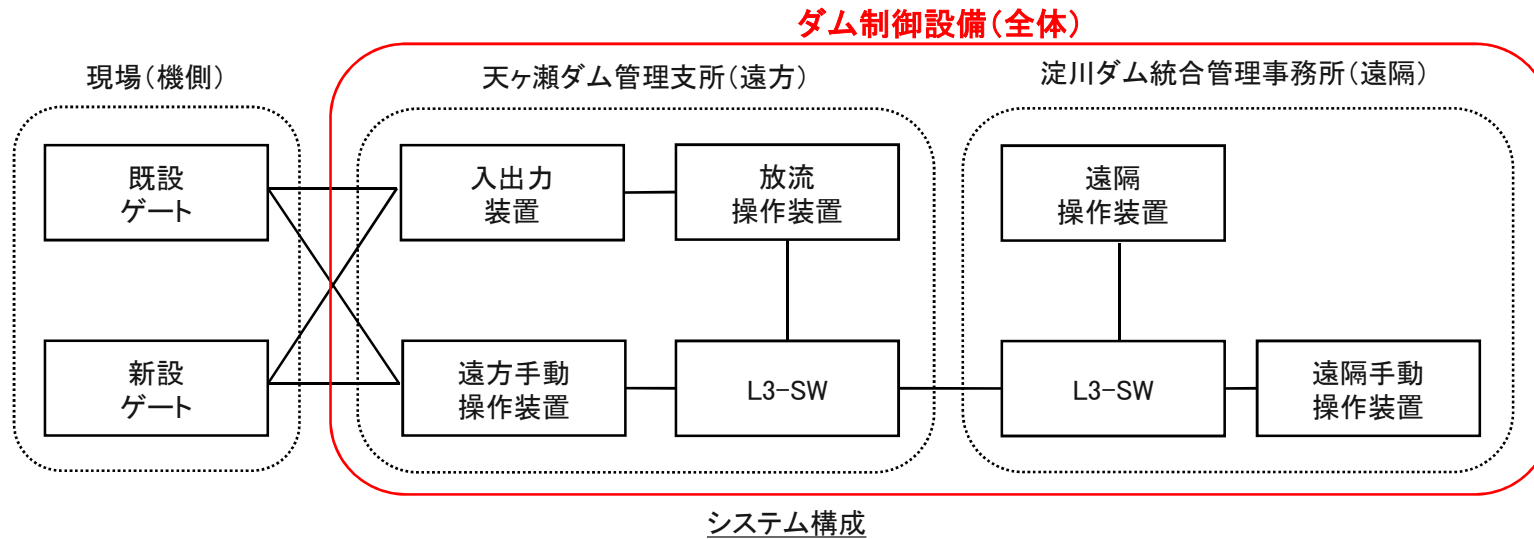 ダム制御設備(全体)
現場(機側)
天ヶ瀬ダム管理支所(遠方)
淀川ダム統合管理事務所(遠隔)
既設
ゲート
入出力
装置
放流
操作装置
遠隔
操作装置
新設
ゲート
遠方手動
操作装置
L3-SW
L3-SW
遠隔手動
操作装置
システム構成